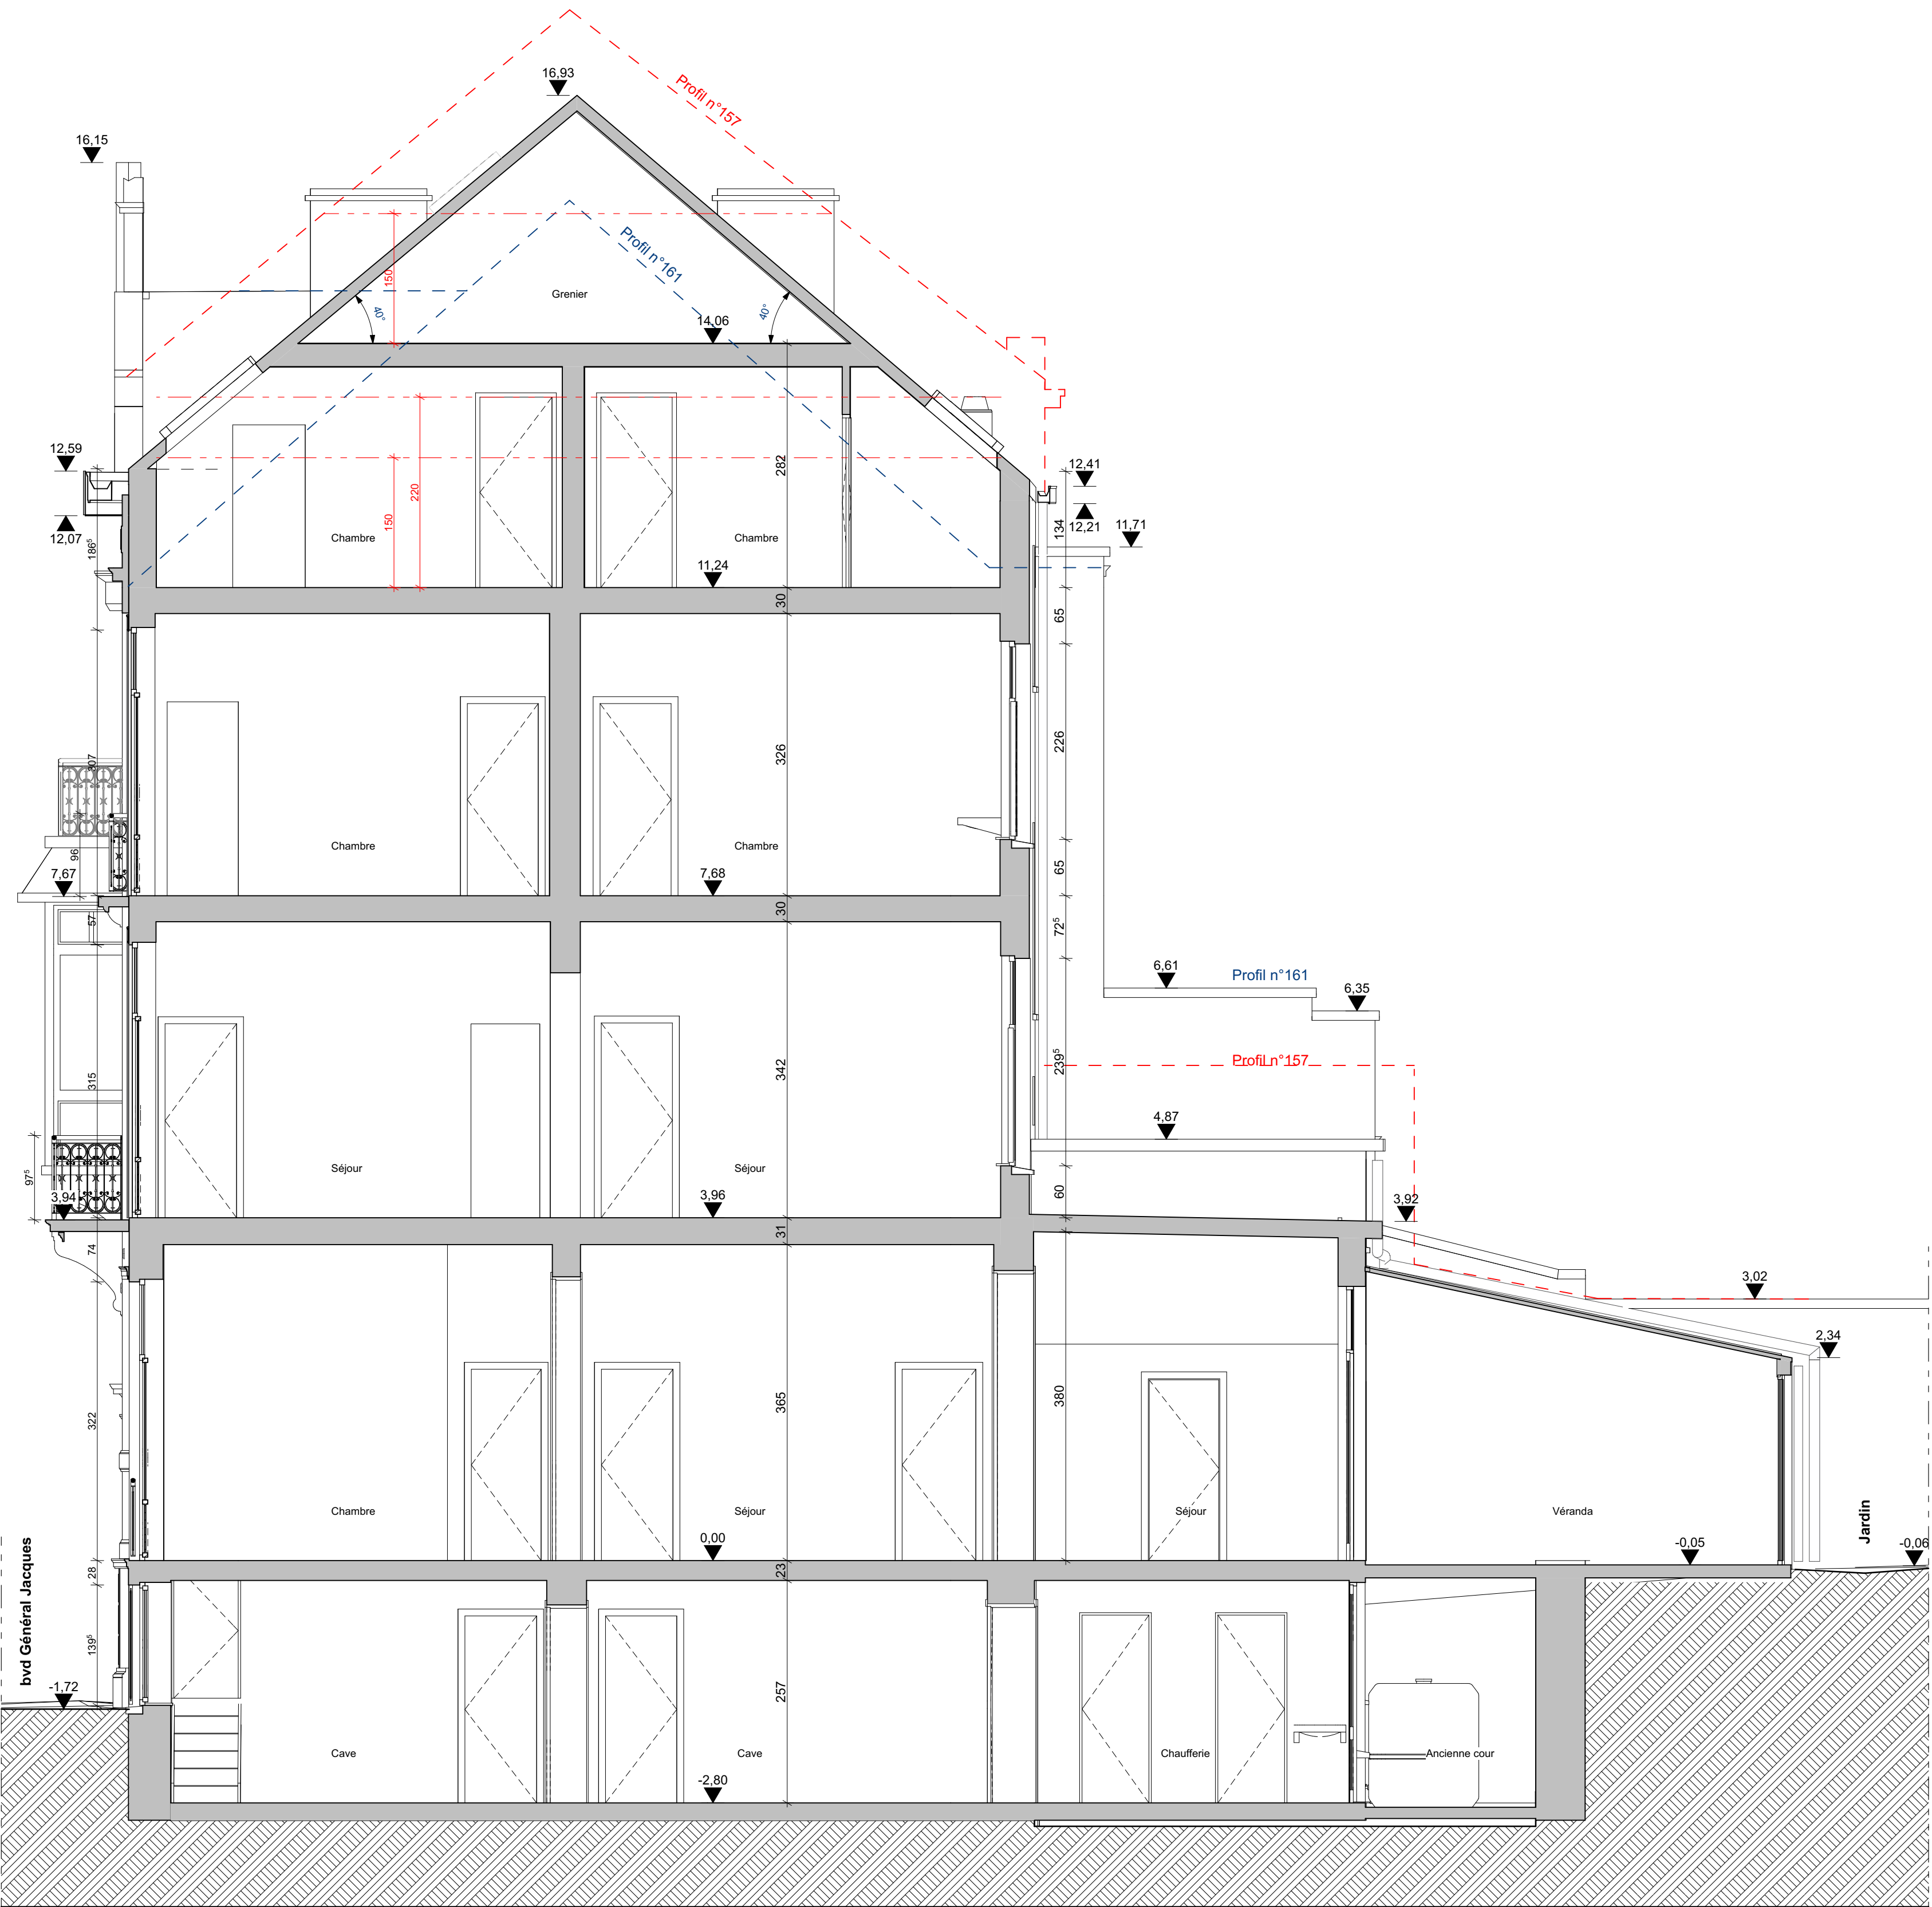 16,93
Profil n°157
16,15
Profil n°161
150
Grenier
40°
40°
14,06
12,59
12,07
186⁵
282
220
150
12,41
12,21
134
11,71
Chambre
Chambre
11,24
30
65
307
326
226
96
Chambre
Chambre
7,67
7,68
65
57
30
72⁵
6,61
Profil n°161
6,35
315
342
239⁵
Profil n°157
4,87
97⁵
Séjour
Séjour
3,94
3,96
60
3,92
74
31
3,02
2,34
322
365
380
Chambre
Séjour
Séjour
Véranda
Jardin
0,00
-0,05
-0,06
28
23
bvd Général Jacques
139⁵
-1,72
257
Cave
Cave
Chaufferie
Ancienne cour
-2,80